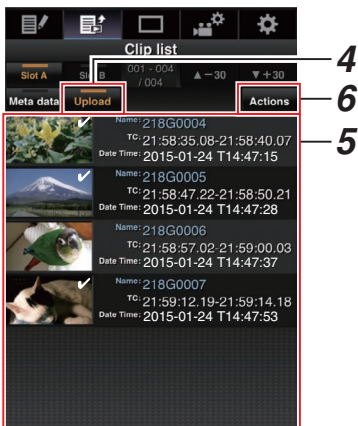 Clip list
Slot A Slot B 001 - 004 / 004 ▲−30 ▼+30
4
Meta data Upload Actions
6
5
Name: 218G0004
TC: 21:58:35.08-21:58:40.07
Date Time: 2015-01-24 T14:47:15
Name: 218G0005
TC: 21:58:47.22-21:58:50.21
Date Time: 2015-01-24 T14:47:28
Name: 218G0006
TC: 21:58:57.02-21:59:00.03
Date Time: 2015-01-24 T14:47:37
Name: 218G0007
TC: 21:59:12.19-21:59:14.18
Date Time: 2015-01-24 T14:47:53